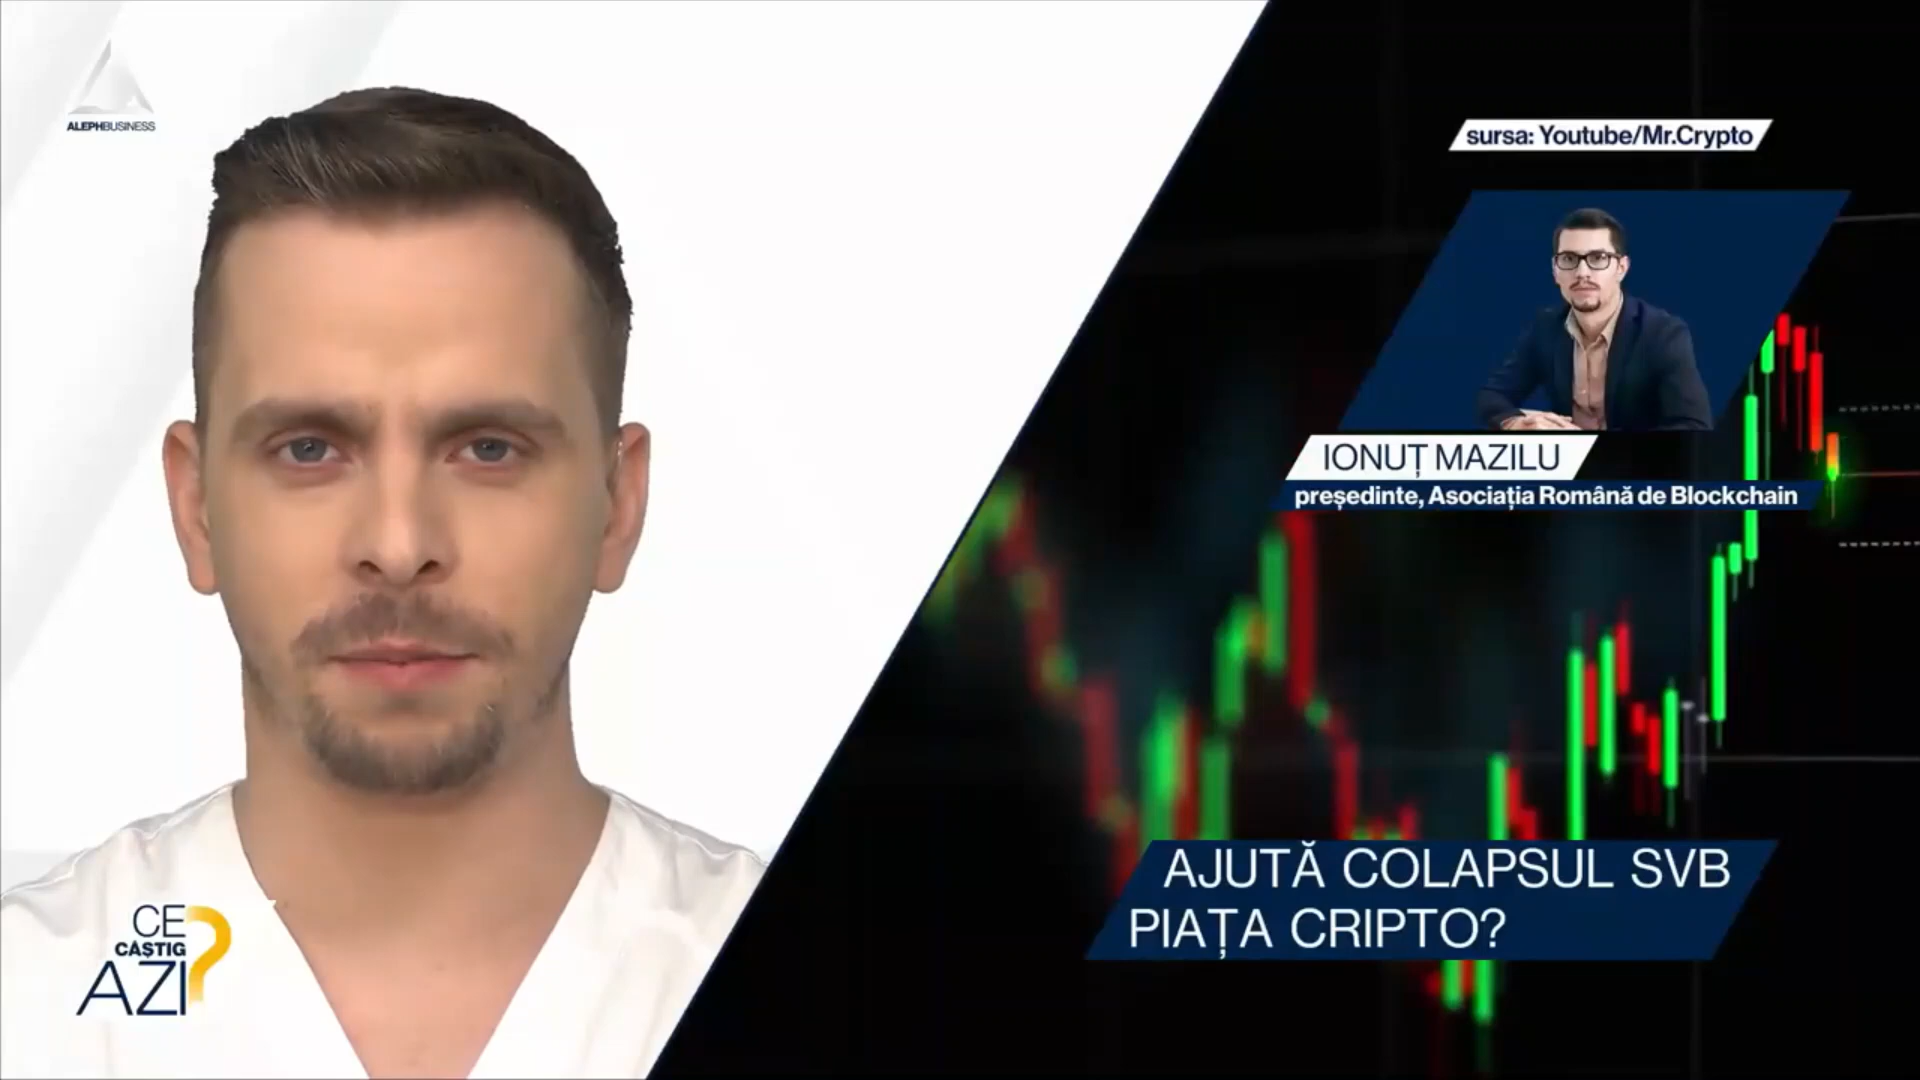 ALEPHBUSINESS
sursa: Youtube/Mr.Crypto
IONUȚ MAZILU
președinte, Asociația Română de Blockchain
AJUTĂ COLAPSUL SVB
PIAȚA CRIPTO?
CE
CÂȘTIG
AZI?